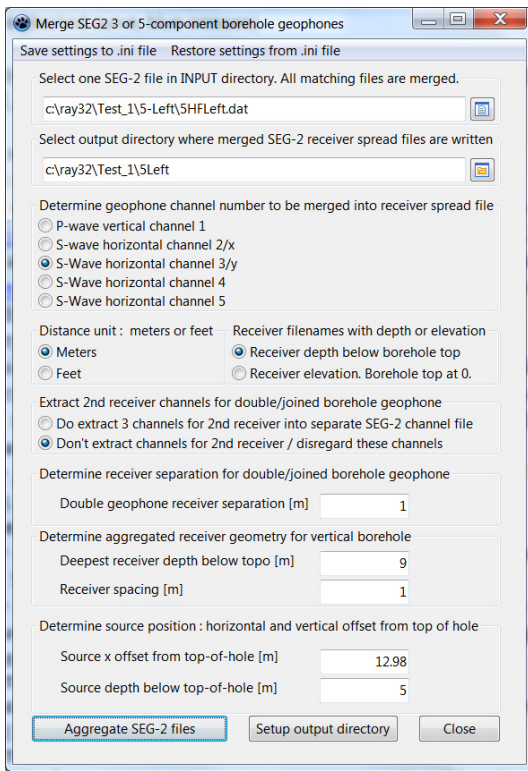 Merge SEG2 3 or 5-component borehole geophones
Save settings to .ini file Restore settings from .ini file
Select one SEG-2 file in INPUT directory. All matching files are merged.
c:\ray32\Test_1\5-Left\5HFLeft.dat
Select output directory where merged SEG-2 receiver spread files are written
c:\ray32\Test_1\5Left
Determine geophone channel number to be merged into receiver spread file
P-wave vertical channel 1
S-wave horizontal channel 2/x
S-Wave horizontal channel 3/y
S-Wave horizontal channel 4
S-Wave horizontal channel 5
Distance unit : meters or feet Receiver filenames with depth or elevation
Meters Receiver depth below borehole top
Feet Receiver elevation. Borehole top at 0.
Extract 2nd receiver channels for double/joined borehole geophone
Do extract 3 channels for 2nd receiver into separate SEG-2 channel file
Don't extract channels for 2nd receiver / disregard these channels
Determine receiver separation for double/joined borehole geophone
Double geophone receiver separation [m] 1
Determine aggregated receiver geometry for vertical borehole
Deepest receiver depth below topo [m] 9
Receiver spacing [m] 1
Determine source position : horizontal and vertical offset from top of hole
Source x offset from top-of-hole [m] 12.98
Source depth below top-of-hole [m] 5
Aggregate SEG-2 files Setup output directory Close